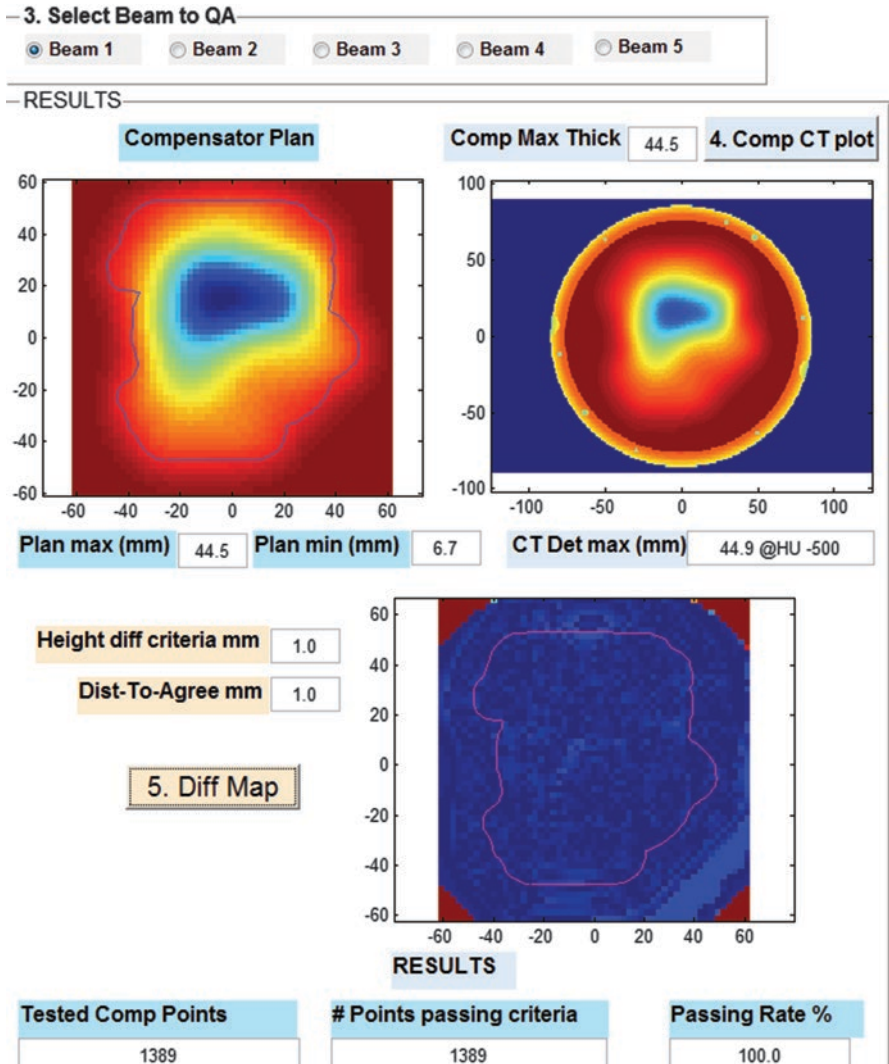 3. Select Beam to QA
Beam 1 Beam 2 Beam 3 Beam 4 Beam 5
RESULTS
Compensator Plan
Comp Max Thick 44.5 4. Comp CT plot
60
40
20
0
-20
-40
-60
-60 -40 -20 0 20 40 60
100
50
0
-50
-100
-100 -50 0 50 100
Plan max (mm) 44.5 Plan min (mm) 6.7 CT Det max (mm) 44.9 @HU -500
Height diff criteria mm 1.0
Dist-To-Agree mm 1.0
5. Diff Map
60
40
20
0
-20
-40
-60
-60 -40 -20 0 20 40 60
RESULTS
Tested Comp Points # Points passing criteria Passing Rate %
1389 1389 100.0